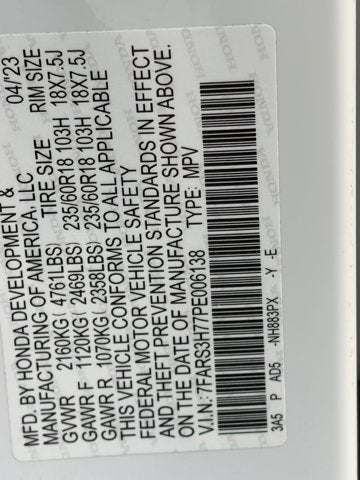 MFD. BY HONDA DEVELOPMENT & 04/23
MANUFACTURING OF AMERICA, LLC
TIRE SIZE RIM SIZE
GVWR 2160KG ( 4761LBS)
GAWR F 1120KG ( 2469LBS) 235/60R18 103H 18X7.5J
GAWR R 1070KG ( 2358LBS) 235/60R18 103H 18X7.5J
THIS VEHICLE CONFORMS TO ALL APPLICABLE
FEDERAL MOTOR VEHICLE SAFETY
AND THEFT PREVENTION STANDARDS IN EFFECT
ON THE DATE OF MANUFACTURE SHOWN ABOVE.
V.I.N: 7FARS3H77PE006138 TYPE: MPV
3A5 P AD5 -NH883PX -Y -E